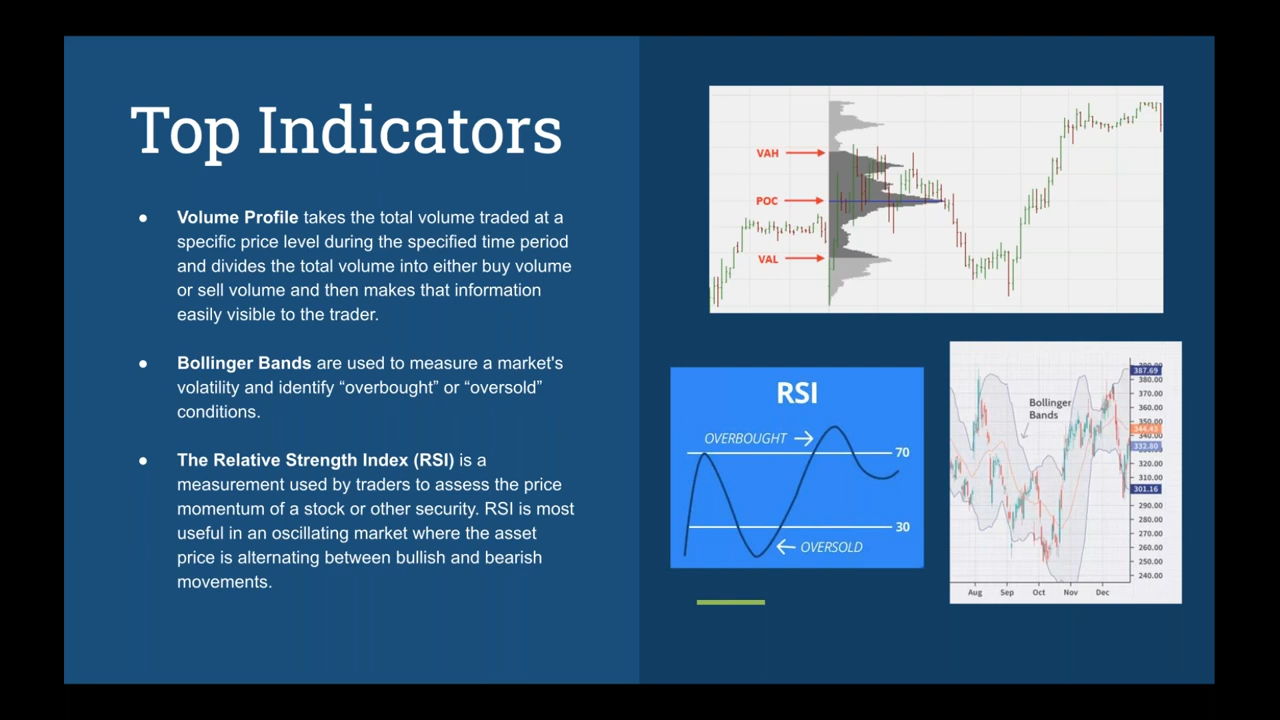 Top Indicators
● Volume Profile takes the total volume traded at a
specific price level during the specified time period
and divides the total volume into either buy volume
or sell volume and then makes that information
easily visible to the trader.
● Bollinger Bands are used to measure a market's
volatility and identify “overbought” or “oversold”
conditions.
● The Relative Strength Index (RSI) is a
measurement used by traders to assess the price
momentum of a stock or other security. RSI is most
useful in an oscillating market where the asset
price is alternating between bullish and bearish
movements.
VAH
POC
VAL
RSI
OVERBOUGHT
70
30
OVERSOLD
Bollinger
Bands
387.69
380.00
370.00
360.00
350.00
344.43
340.00
332.80
320.00
310.00
301.16
290.00
280.00
270.00
260.00
250.00
240.00
Aug Sep Oct Nov Dec